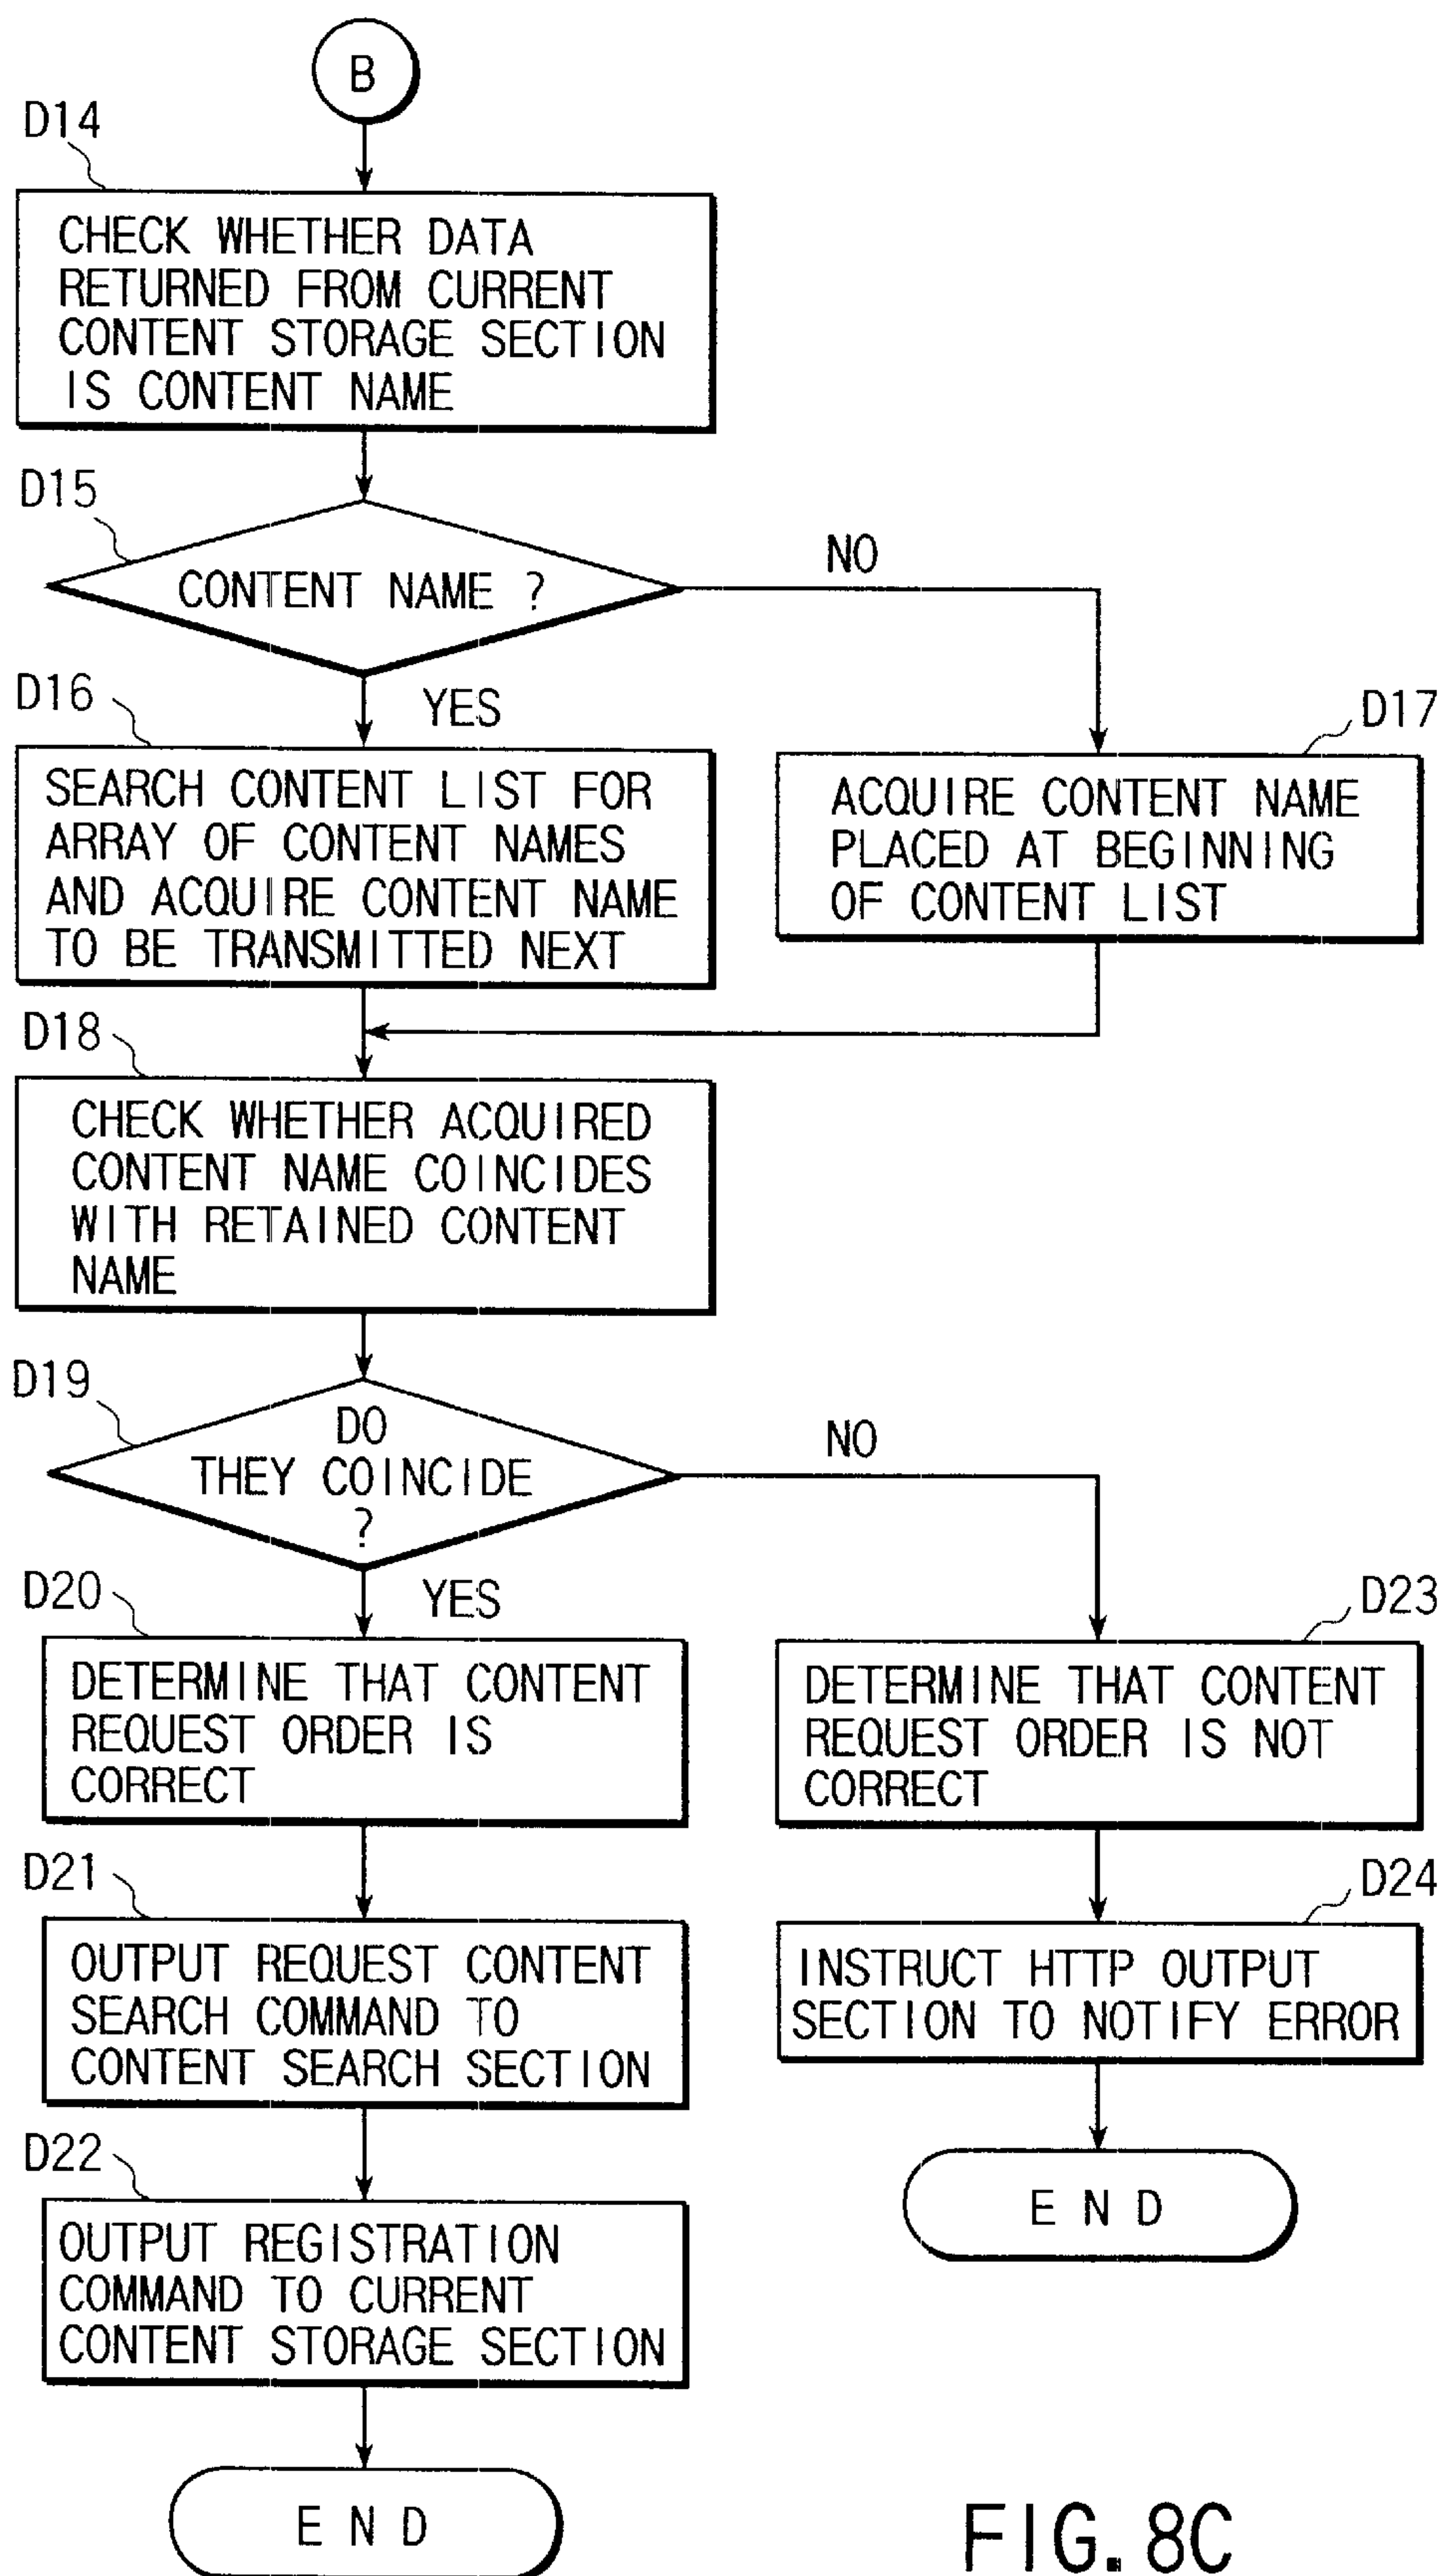 B
D14
CHECK WHETHER DATA
RETURNED FROM CURRENT
CONTENT STORAGE SECTION
IS CONTENT NAME
D15
CONTENT NAME ?
NO
YES
D16
SEARCH CONTENT LIST FOR
ARRAY OF CONTENT NAMES
AND ACQUIRE CONTENT NAME
TO BE TRANSMITTED NEXT
D17
ACQUIRE CONTENT NAME
PLACED AT BEGINNING
OF CONTENT LIST
D18
CHECK WHETHER ACQUIRED
CONTENT NAME COINCIDES
WITH RETAINED CONTENT
NAME
D19
DO
THEY COINCIDE
?
NO
YES
D20
DETERMINE THAT CONTENT
REQUEST ORDER IS
CORRECT
D23
DETERMINE THAT CONTENT
REQUEST ORDER IS NOT
CORRECT
D21
OUTPUT REQUEST CONTENT
SEARCH COMMAND TO
CONTENT SEARCH SECTION
D24
INSTRUCT HTTP OUTPUT
SECTION TO NOTIFY ERROR
D22
OUTPUT REGISTRATION
COMMAND TO CURRENT
CONTENT STORAGE SECTION
END
END
FIG. 8C